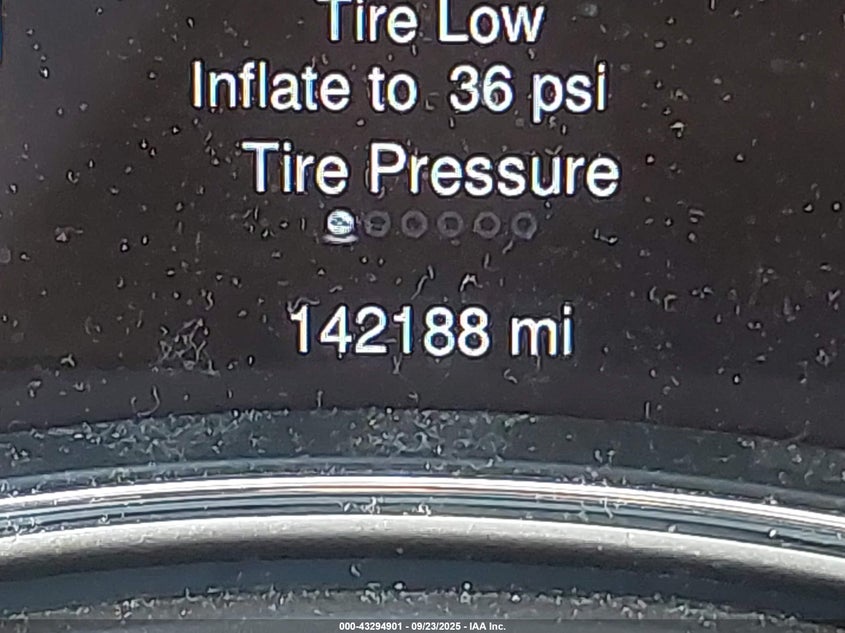 Tire Low
Inflate to 36 psi
Tire Pressure
142188 mi
000-43294901 - 09/23/2025 - IAA Inc.